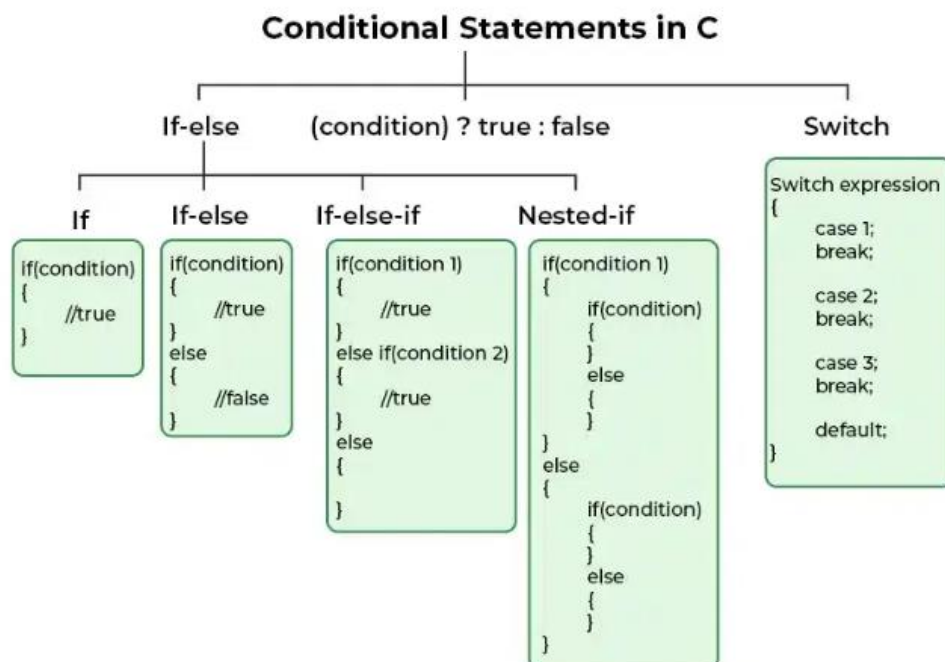 Conditional Statements in C
If-else
(condition) ? true : false
Switch
If
if(condition)
{
//true
}
If-else
if(condition)
{
//true
}
else
{
//false
}
If-else-if
if(condition 1)
{
//true
}
else if(condition 2)
{
//true
}
else
{
}
Nested-if
if(condition 1)
{
if(condition)
{
}
else
{
}
}
else
{
if(condition)
{
}
else
{
}
}
Switch expression
{
case 1;
break;
case 2;
break;
case 3;
break;
default;
}